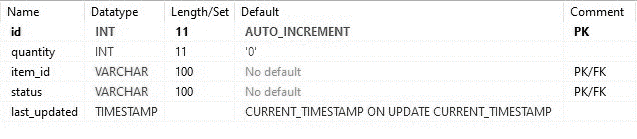 Name Datatype Length/Set Default Comment
id INT 11 AUTO_INCREMENT PK
quantity INT 11 '0'
item_id VARCHAR 100 No default PK/FK
status VARCHAR 100 No default PK/FK
last_updated TIMESTAMP CURRENT_TIMESTAMP ON UPDATE CURRENT_TIMESTAMP